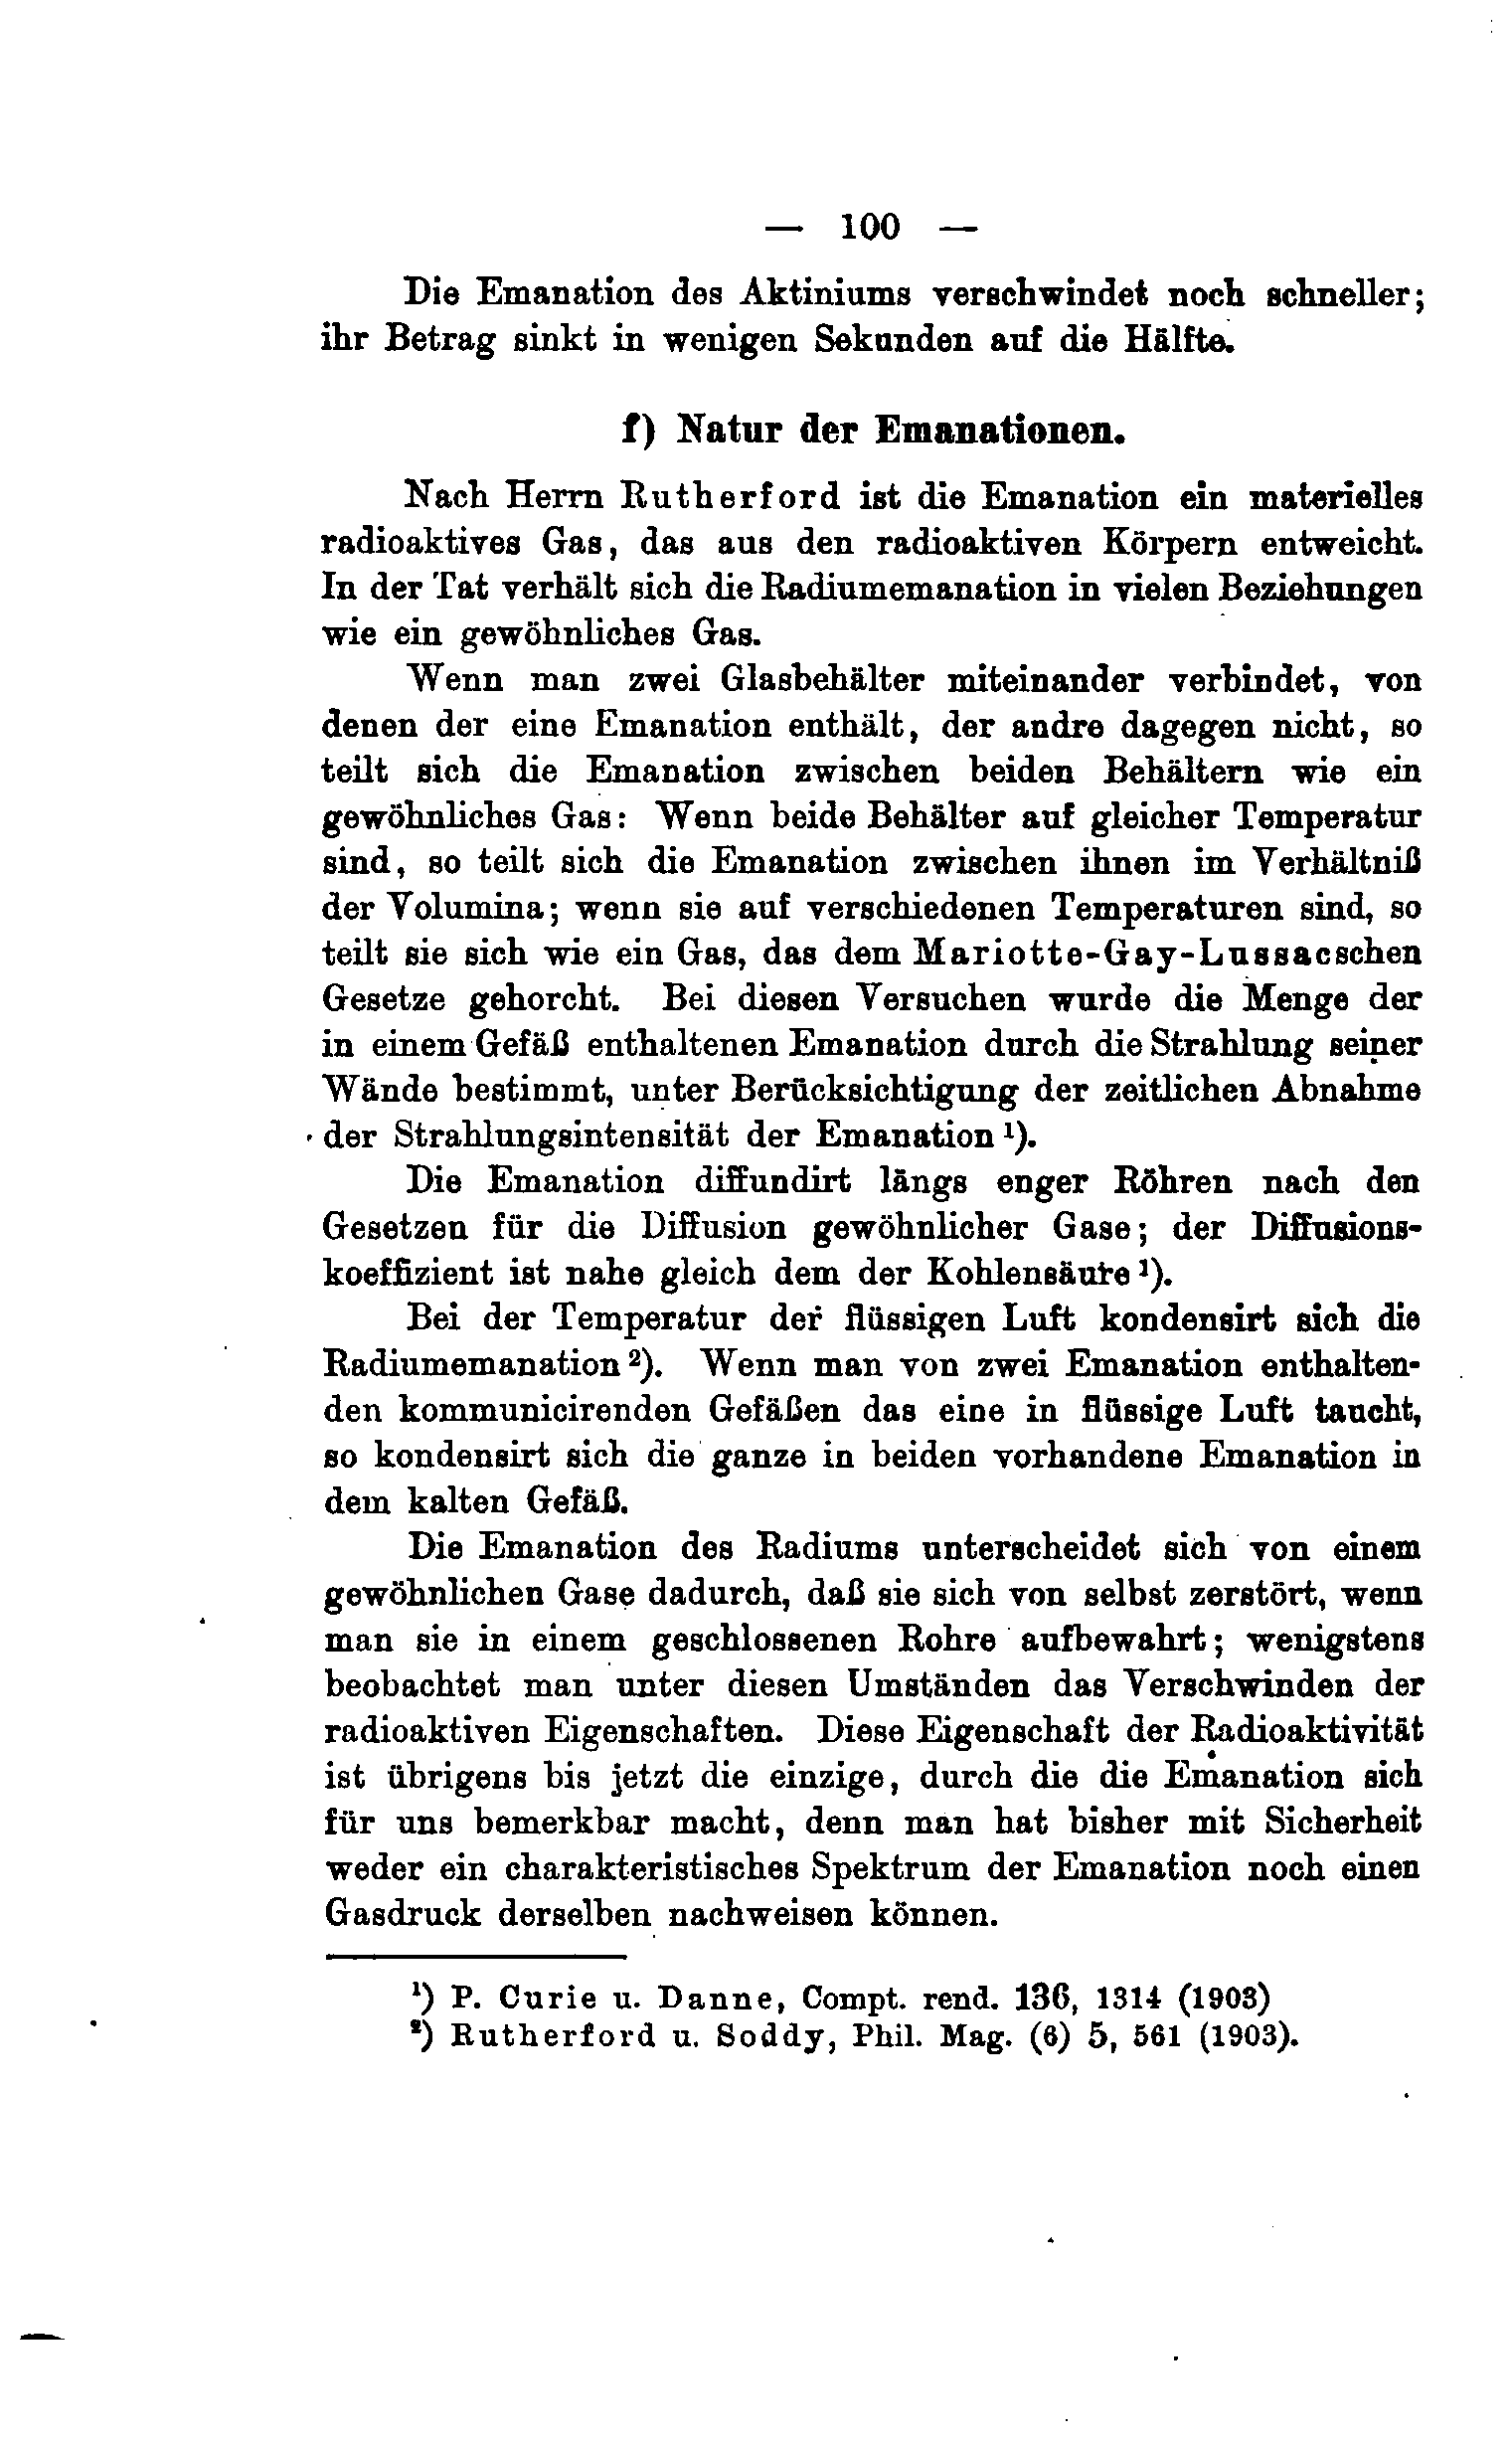 — 100 —
Die Emanation des Aktiniums verschwindet noch schneller;
ihr Betrag sinkt in wenigen Sekunden auf die Hälfte.
f) Natur der Emanationen.
Nach Herrn Rutherford ist die Emanation ein materielles
radioaktives Gas, das aus den radioaktiven Körpern entweicht.
In der Tat verhält sich die Radiumemanation in vielen Beziehungen
wie ein gewöhnliches Gas.
Wenn man zwei Glasbehälter miteinander verbindet, von
denen der eine Emanation enthält, der andre dagegen nicht, so
teilt sich die Emanation zwischen beiden Behältern wie ein
gewöhnliches Gas: Wenn beide Behälter auf gleicher Temperatur
sind, so teilt sich die Emanation zwischen ihnen im Verhältniß
der Volumina; wenn sie auf verschiedenen Temperaturen sind, so
teilt sie sich wie ein Gas, das dem Mariotte-Gay-Lussacschen
Gesetze gehorcht. Bei diesen Versuchen wurde die Menge der
in einem Gefäß enthaltenen Emanation durch die Strahlung seiner
Wände bestimmt, unter Berücksichtigung der zeitlichen Abnahme
der Strahlungsintensität der Emanation ¹).
Die Emanation diffundirt längs enger Röhren nach den
Gesetzen für die Diffusion gewöhnlicher Gase; der Diffusions-
koeffizient ist nahe gleich dem der Kohlensäure ¹).
Bei der Temperatur der flüssigen Luft kondensirt sich die
Radiumemanation ²). Wenn man von zwei Emanation enthalten-
den kommunicirenden Gefäßen das eine in flüssige Luft taucht,
so kondensirt sich die ganze in beiden vorhandene Emanation in
dem kalten Gefäß.
Die Emanation des Radiums unterscheidet sich von einem
gewöhnlichen Gase dadurch, daß sie sich von selbst zerstört, wenn
man sie in einem geschlossenen Rohre aufbewahrt; wenigstens
beobachtet man unter diesen Umständen das Verschwinden der
radioaktiven Eigenschaften. Diese Eigenschaft der Radioaktivität
ist übrigens bis jetzt die einzige, durch die die Emanation sich
für uns bemerkbar macht, denn man hat bisher mit Sicherheit
weder ein charakteristisches Spektrum der Emanation noch einen
Gasdruck derselben nachweisen können.
¹) P. Curie u. Danne, Compt. rend. 136, 1314 (1903)
²) Rutherford u. Soddy, Phil. Mag. (6) 5, 561 (1903).